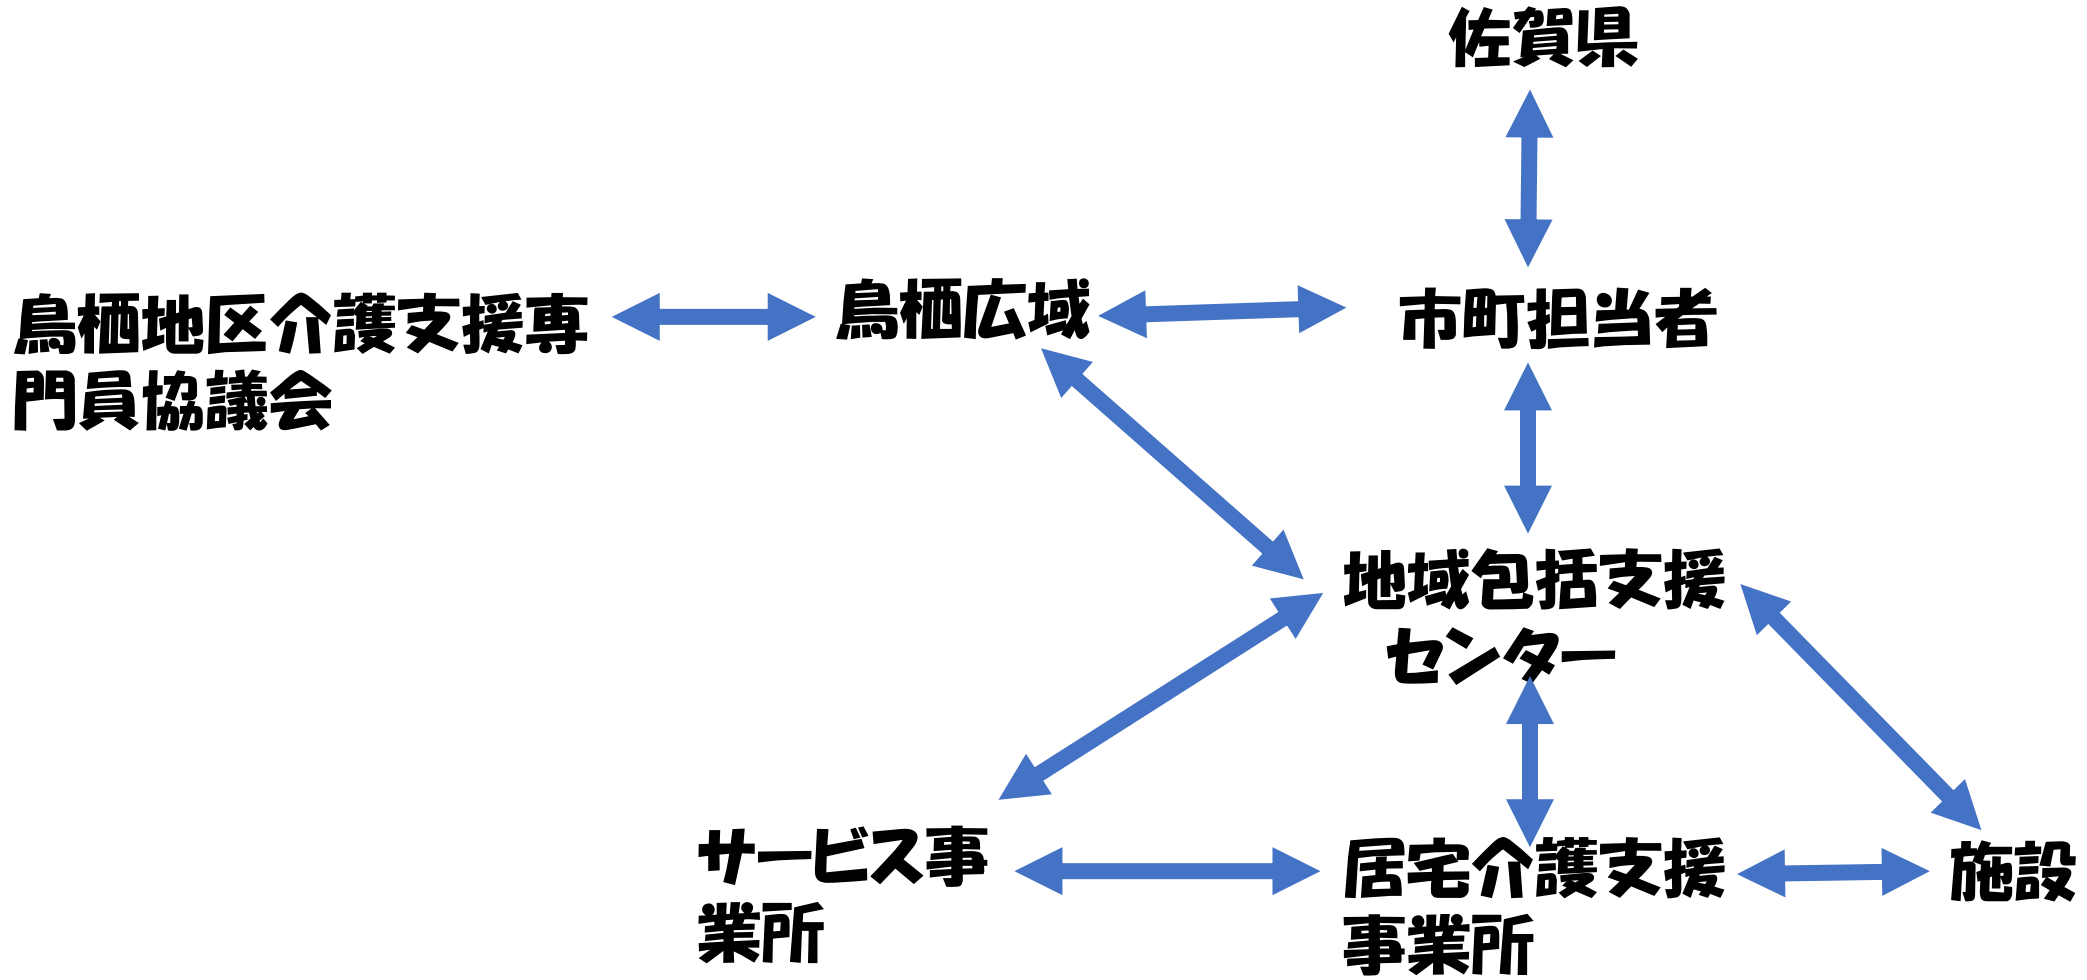 佐賀県
鳥栖地区介護支援専
門員協議会
鳥栖広域
市町担当者
地域包括支援
センター
サービス事
業所
居宅介護支援
事業所
施設